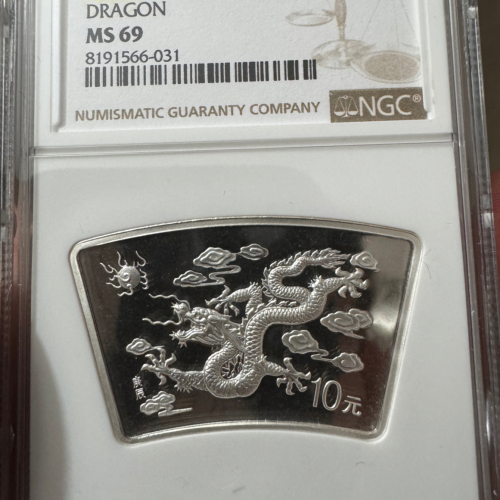 DRAGON
MS 69
8191566-031
NUMISMATIC GUARANTY COMPANY
NGC®
10元